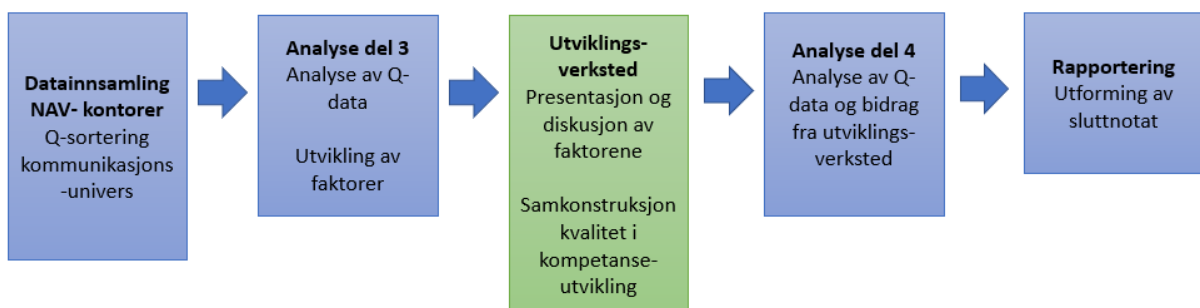 Datainnsamling
NAV- kontorer
Q-sortering
kommunikasjons
-univers
Analyse del 3
Analyse av Q-
data
Utvikling av
faktorer
Utviklings-
verksted
Presentasjon og
diskusjon av
faktorene
Samkonstruksjon
kvalitet i
kompetanse-
utvikling
Analyse del 4
Analyse av Q-
data og bidrag
fra utviklings-
verksted
Rapportering
Utforming av
sluttnotat